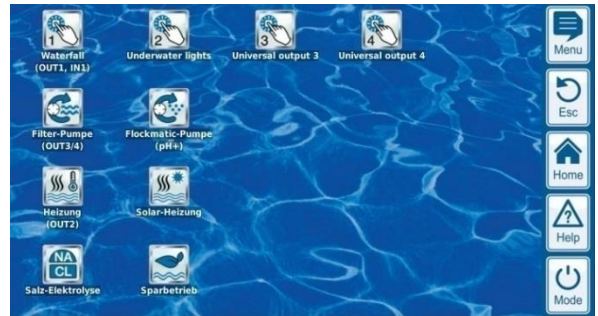 1
2
3
4
Waterfall
(OUT1, IN1)
Underwater lights
Universal output 3
Universal output 4
Filter-Pumpe
(OUT3/4)
Flockmatic-Pumpe
(pH+)
Heizung
(OUT2)
Solar-Heizung
NA
CL
Salz-Elektrolyse
Sparbetrieb
Menu
Esc
Home
?
Help
Mode